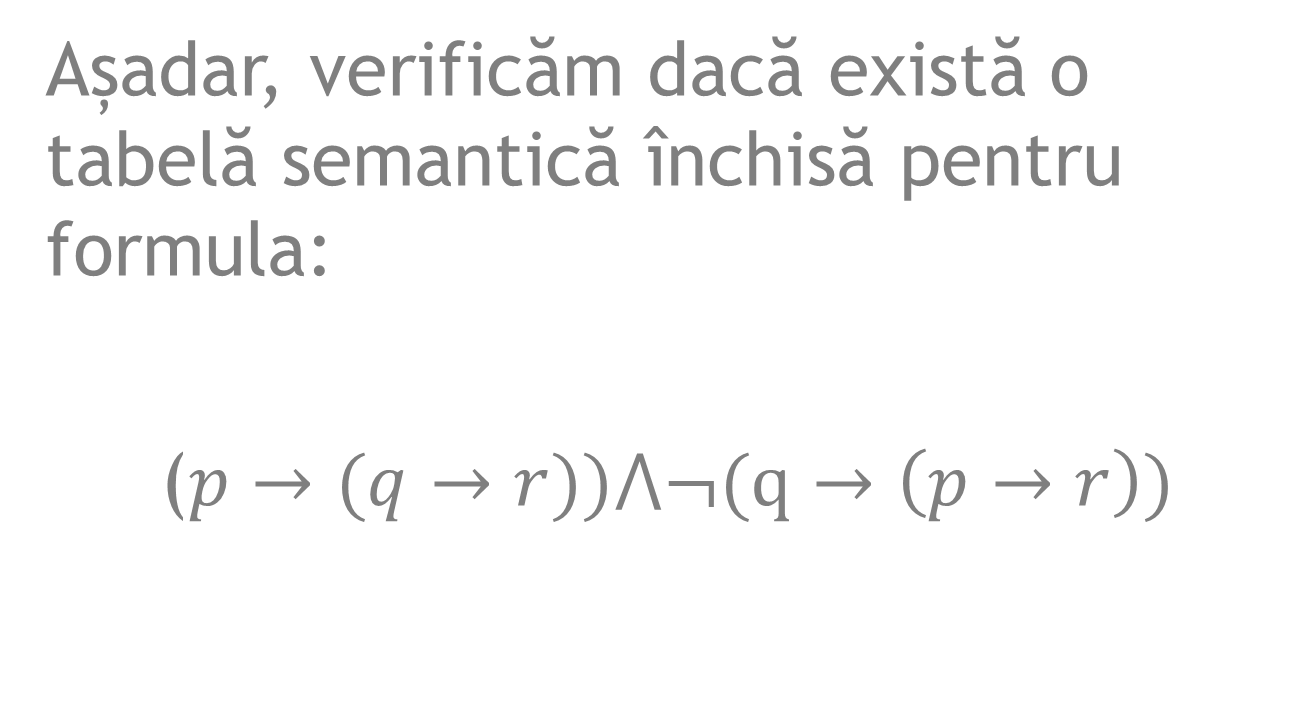 Așadar, verificăm dacă există o
tabelă semantică închisă pentru
formula:
(𝑝 → (𝑞 → 𝑟))⋀¬(q → (𝑝 → 𝑟))